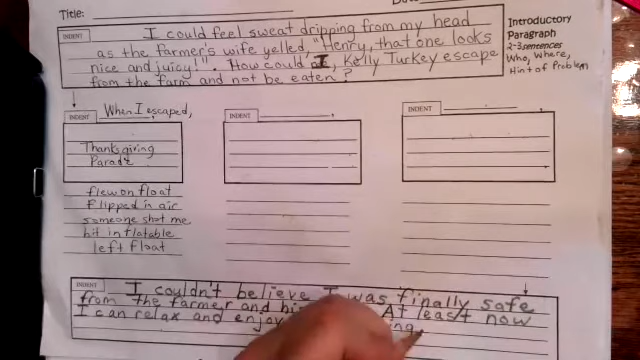 Title:
INDENT I could feel sweat dripping from my head
as the farmer's wife yelled, "Henry, that one looks
nice and juicy!". How could I, Kelly Turkey escape
from the farm and not be eaten?
Introductory
Paragraph
2-3 sentences
Who, Where,
Hint of Problem
INDENT When I escaped,
Thanksgiving
Parade
flew on float
flipped in air
someone shot me
hit inflatable
left float
INDENT
INDENT
INDENT I couldn't believe I was finally safe
from the farmer and At least now
I can relax and enjoy